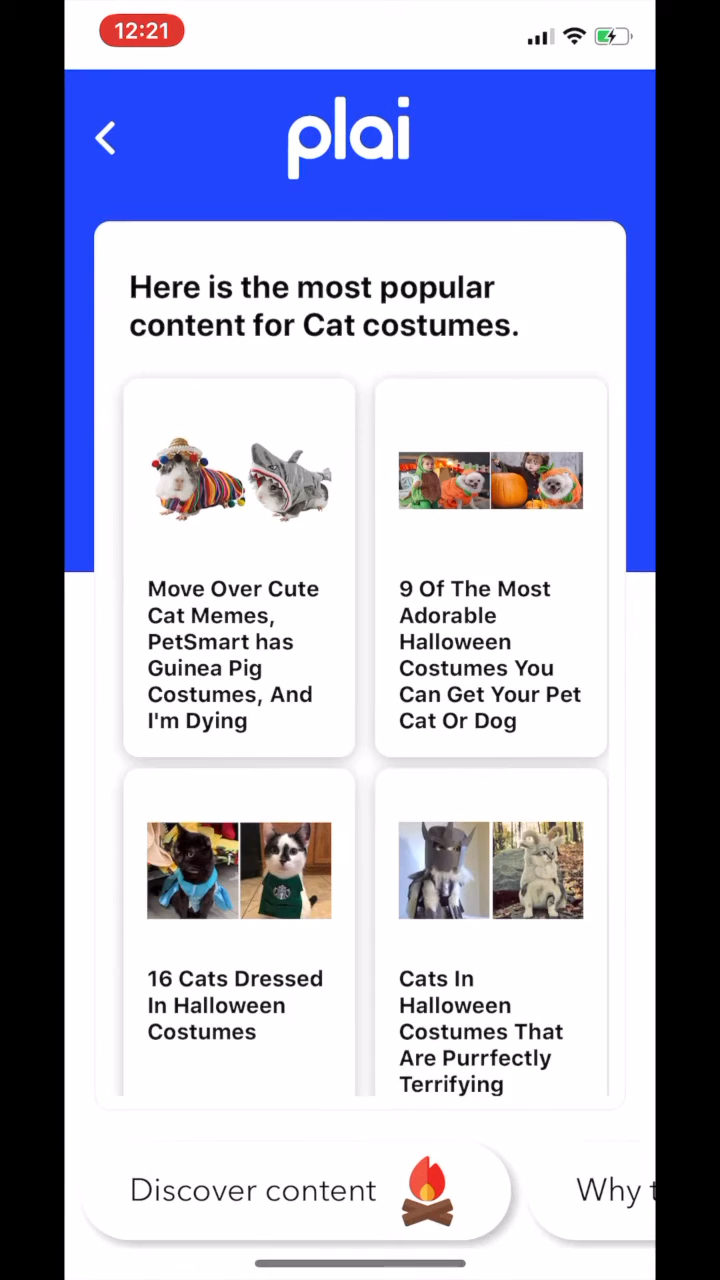 12:21
plai
Here is the most popular
content for Cat costumes.
Move Over Cute
Cat Memes,
PetSmart has
Guinea Pig
Costumes, And
I'm Dying
9 Of The Most
Adorable
Halloween
Costumes You
Can Get Your Pet
Cat Or Dog
16 Cats Dressed
In Halloween
Costumes
Cats In
Halloween
Costumes That
Are Purrfectly
Terrifying
Discover content
Why t